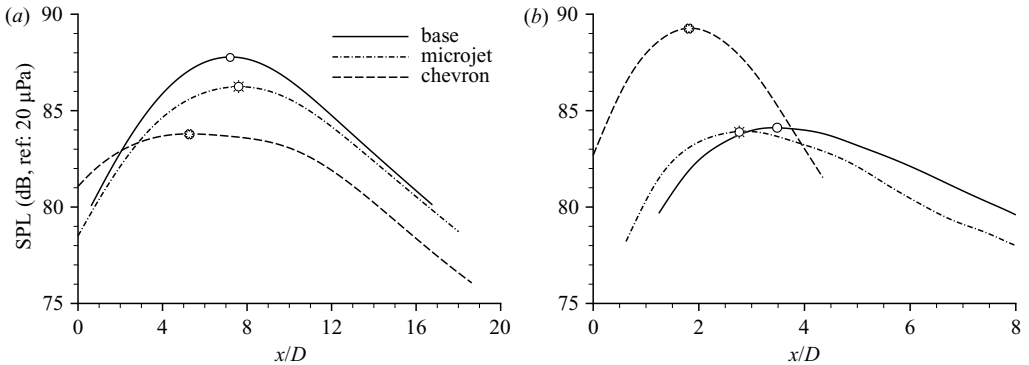 (a)
90
85
80
75
SPL (dB, ref: 20 μPa)
base
microjet
chevron
0 4 8 12 16 20
x/D
(b)
90
85
80
75
0 2 4 6 8
x/D